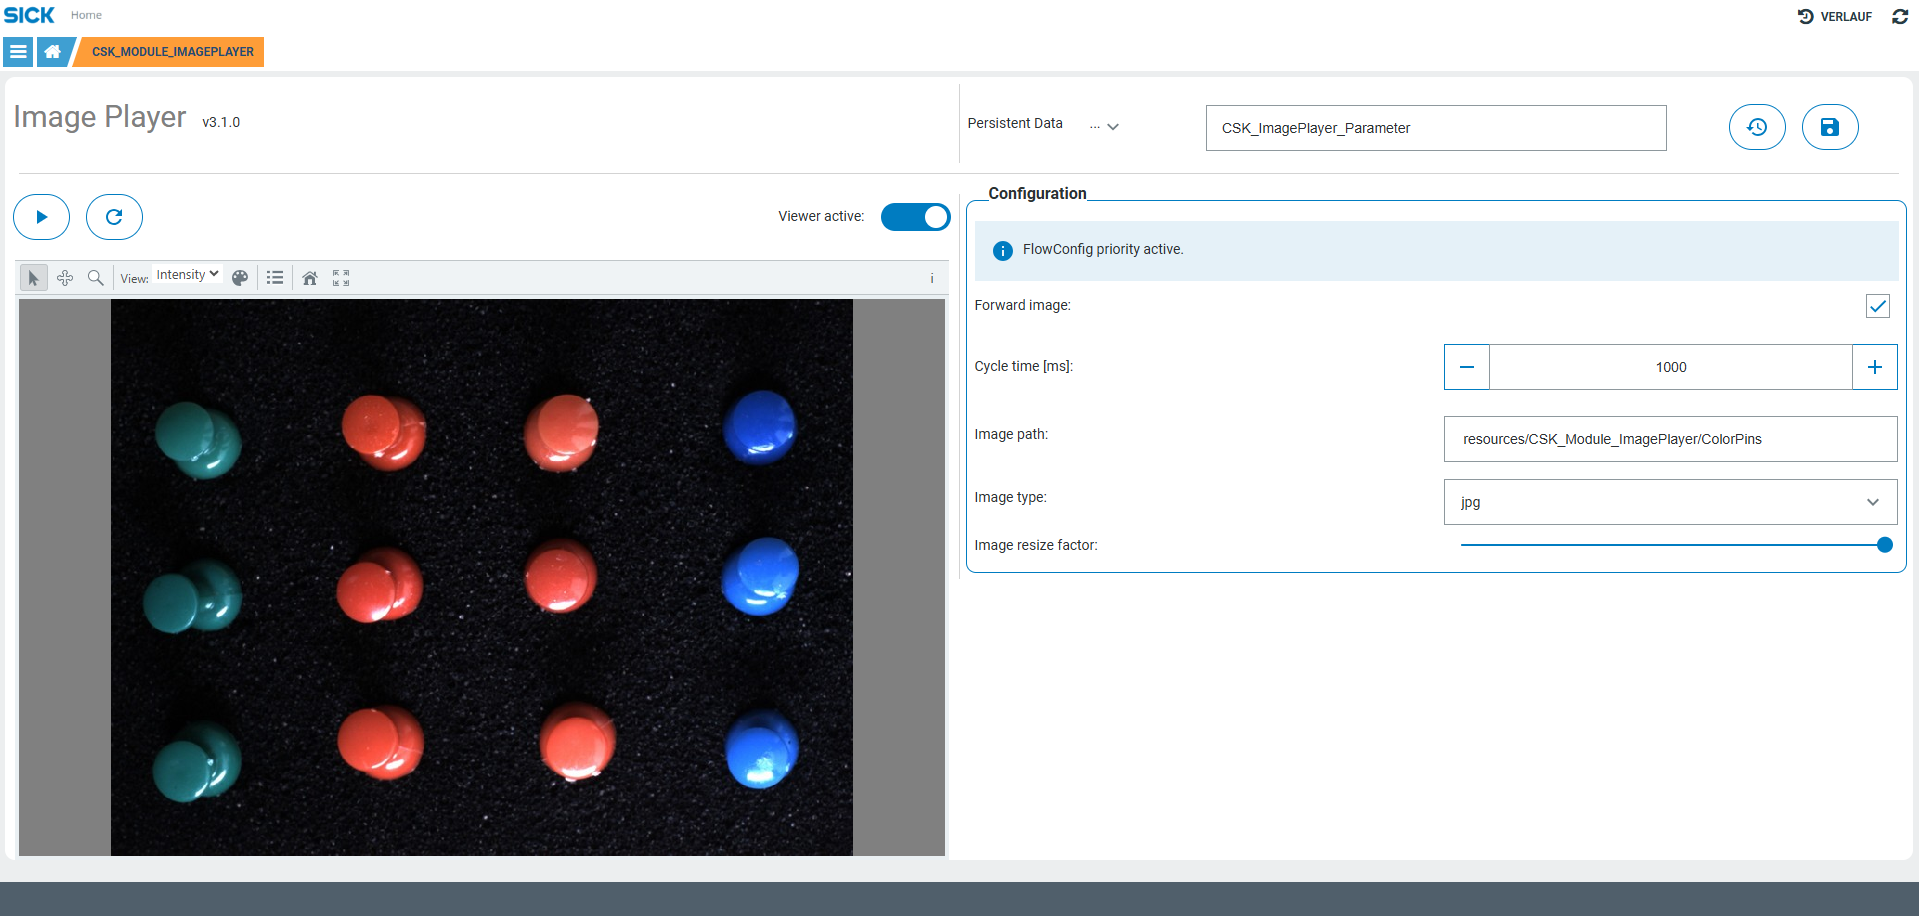 SICK Home
VERLAUF
CSK_MODULE_IMAGEPLAYER
Image Player v3.1.0
Persistent Data ... CSK_ImagePlayer_Parameter
Viewer active:
View: Intensity
i
Configuration
i FlowConfig priority active.
Forward image:
Cycle time [ms]: 1000
Image path: resources/CSK_Module_ImagePlayer/ColorPins
Image type: jpg
Image resize factor: